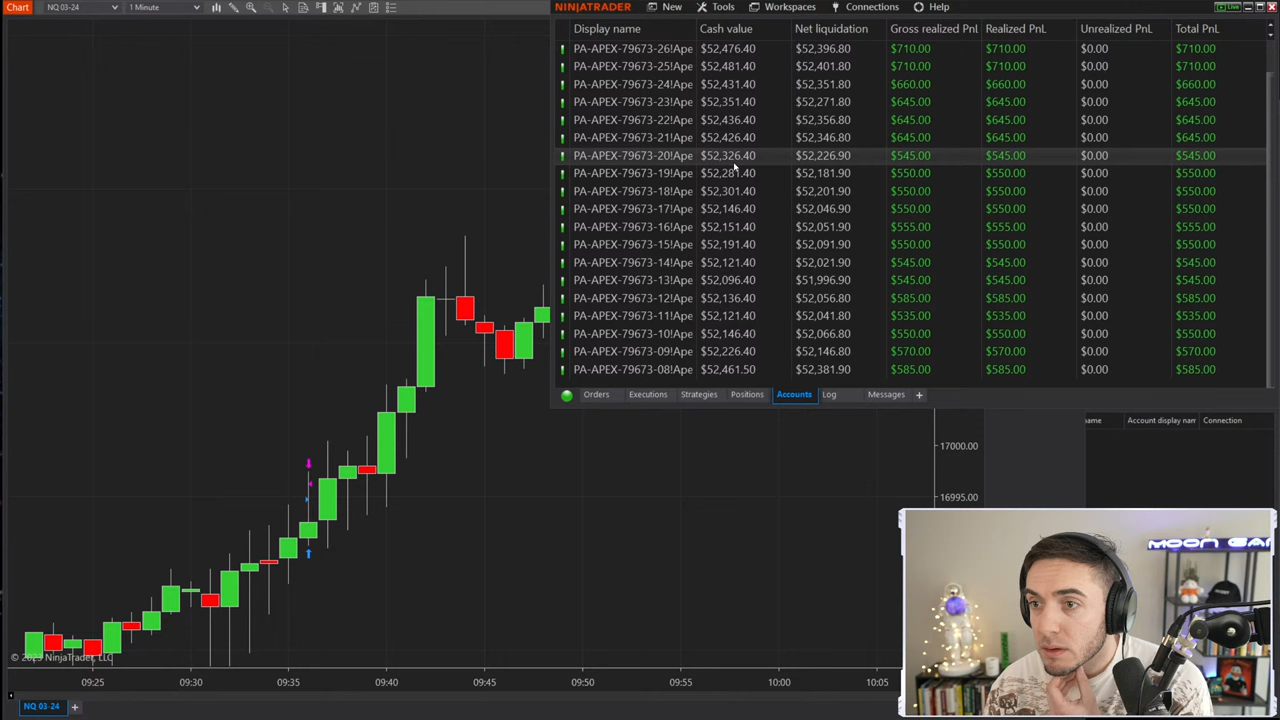 Chart NQ 03-24 1 Minute
NINJATRADER New Tools Workspaces Connections Help Live
Display name Cash value Net liquidation Gross realized PnL Realized PnL Unrealized PnL Total PnL
PA-APEX-79673-26!Ape $52,476.40 $52,396.80 $710.00 $710.00 $0.00 $710.00
PA-APEX-79673-25!Ape $52,481.40 $52,401.80 $710.00 $710.00 $0.00 $710.00
PA-APEX-79673-24!Ape $52,431.40 $52,351.80 $660.00 $660.00 $0.00 $660.00
PA-APEX-79673-23!Ape $52,351.40 $52,271.80 $645.00 $645.00 $0.00 $645.00
PA-APEX-79673-22!Ape $52,436.40 $52,356.80 $645.00 $645.00 $0.00 $645.00
PA-APEX-79673-21!Ape $52,426.40 $52,346.80 $645.00 $645.00 $0.00 $645.00
PA-APEX-79673-20!Ape $52,326.40 $52,226.90 $545.00 $545.00 $0.00 $545.00
PA-APEX-79673-19!Ape $52,281.40 $52,181.90 $550.00 $550.00 $0.00 $550.00
PA-APEX-79673-18!Ape $52,301.40 $52,201.90 $550.00 $550.00 $0.00 $550.00
PA-APEX-79673-17!Ape $52,146.40 $52,046.90 $550.00 $550.00 $0.00 $550.00
PA-APEX-79673-16!Ape $52,151.40 $52,051.90 $555.00 $555.00 $0.00 $555.00
PA-APEX-79673-15!Ape $52,191.40 $52,091.90 $550.00 $550.00 $0.00 $550.00
PA-APEX-79673-14!Ape $52,121.40 $52,021.90 $545.00 $545.00 $0.00 $545.00
PA-APEX-79673-13!Ape $52,096.40 $51,996.90 $545.00 $545.00 $0.00 $545.00
PA-APEX-79673-12!Ape $52,136.40 $52,056.80 $585.00 $585.00 $0.00 $585.00
PA-APEX-79673-11!Ape $52,121.40 $52,041.80 $535.00 $535.00 $0.00 $535.00
PA-APEX-79673-10!Ape $52,146.40 $52,066.80 $550.00 $550.00 $0.00 $550.00
PA-APEX-79673-09!Ape $52,226.40 $52,146.80 $570.00 $570.00 $0.00 $570.00
PA-APEX-79673-08!Ape $52,461.50 $52,381.90 $585.00 $585.00 $0.00 $585.00
Orders Executions Strategies Positions Accounts Log Messages +
name Account display nam Connection
17000.00
16995.00
MOON
© 2023 NinjaTrader, LLC
09:25 09:30 09:35 09:40 09:45 09:50 09:55 10:00 10:05
NQ 03-24 +